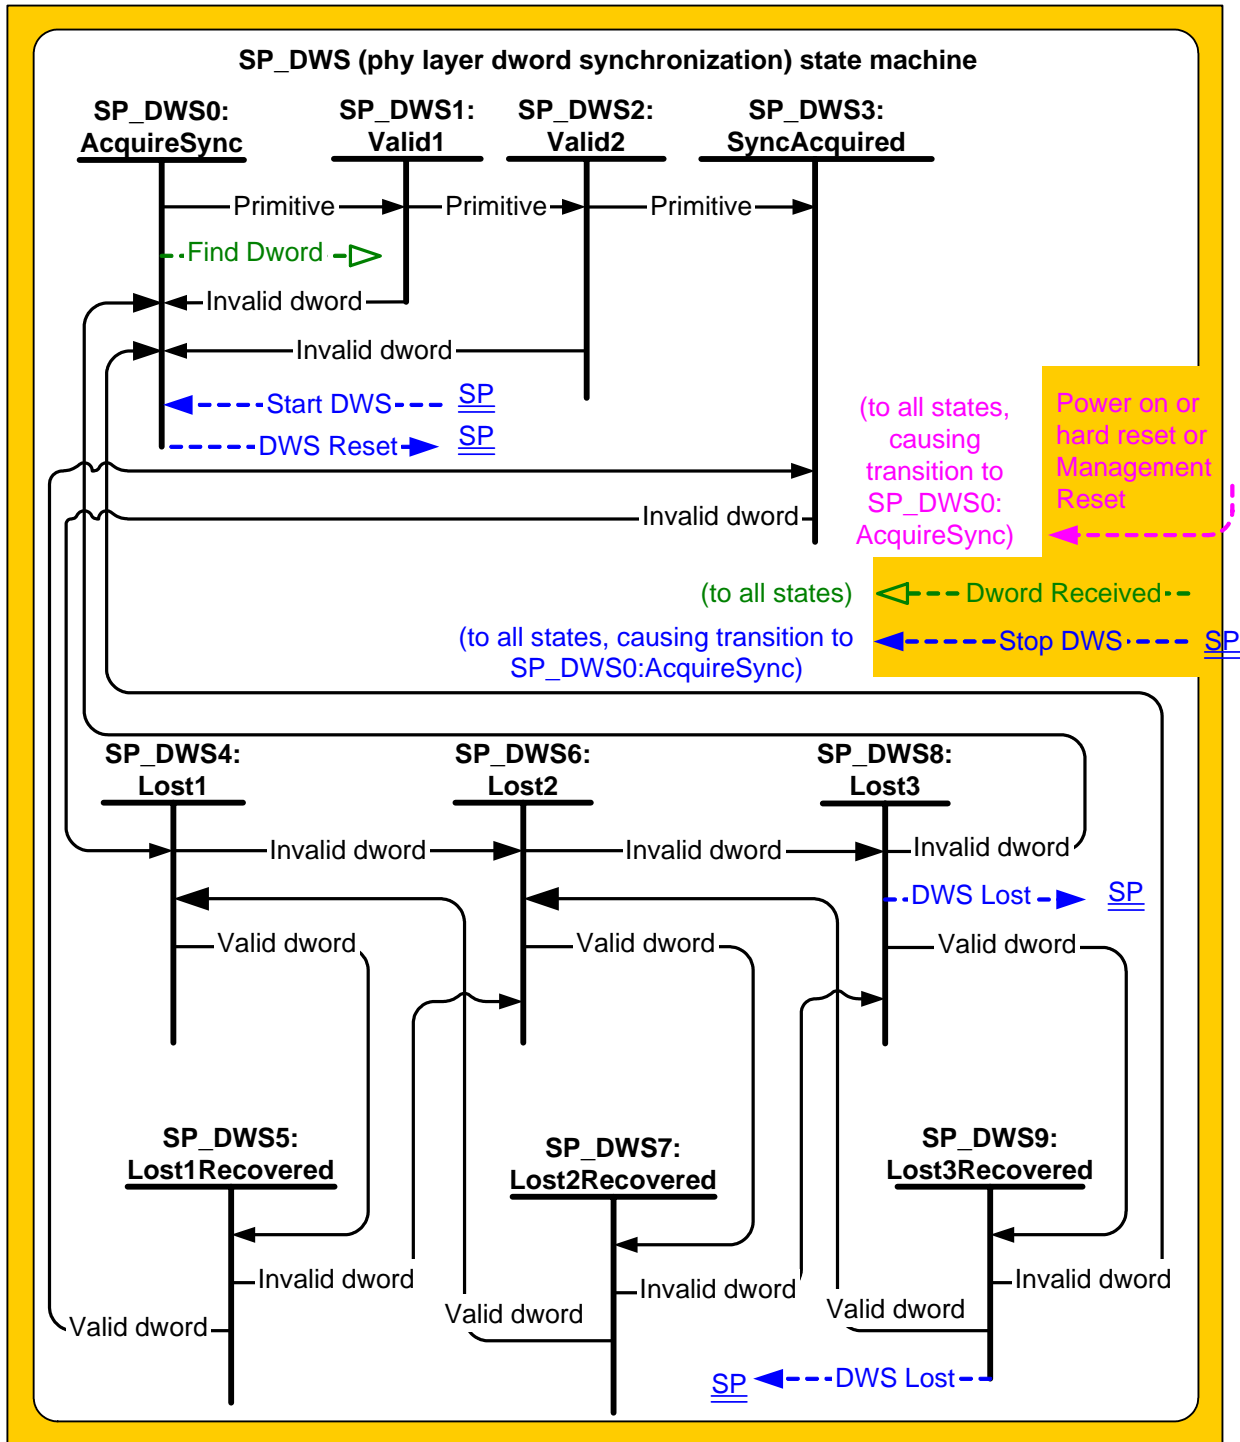 SP_DWS (phy layer dword synchronization) state machine
SP_DWS0:
AcquireSync
SP_DWS1:
Valid1
SP_DWS2:
Valid2
SP_DWS3:
SyncAcquired
Primitive
Primitive
Primitive
Find Dword
Invalid dword
Invalid dword
Start DWS
SP
DWS Reset
SP
Invalid dword
(to all states,
causing
transition to
SP_DWS0:
AcquireSync)
Power on or
hard reset or
Management
Reset
(to all states)
Dword Received
(to all states, causing transition to
SP_DWS0:AcquireSync)
Stop DWS
SP
SP_DWS4:
Lost1
SP_DWS6:
Lost2
SP_DWS8:
Lost3
Invalid dword
Invalid dword
Invalid dword
DWS Lost
SP
Valid dword
Valid dword
Valid dword
SP_DWS5:
Lost1Recovered
SP_DWS7:
Lost2Recovered
SP_DWS9:
Lost3Recovered
Invalid dword
Invalid dword
Invalid dword
Valid dword
Valid dword
Valid dword
SP
DWS Lost